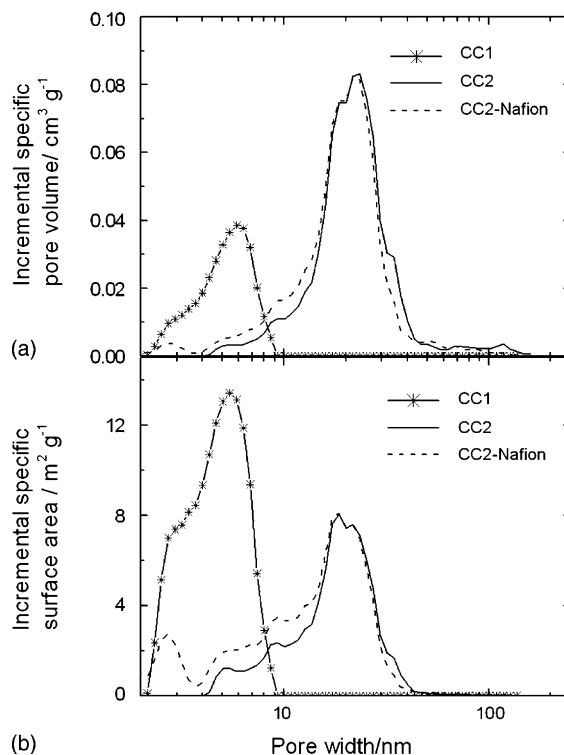 0.10
0.08
0.06
0.04
0.02
0.00
Incremental specific
pore volume/ cm³ g⁻¹
CC1
CC2
CC2-Nafion
(a)
12
8
4
0
Incremental specific
surface area / m² g⁻¹
CC1
CC2
CC2-Nafion
10
100
(b)
Pore width/nm